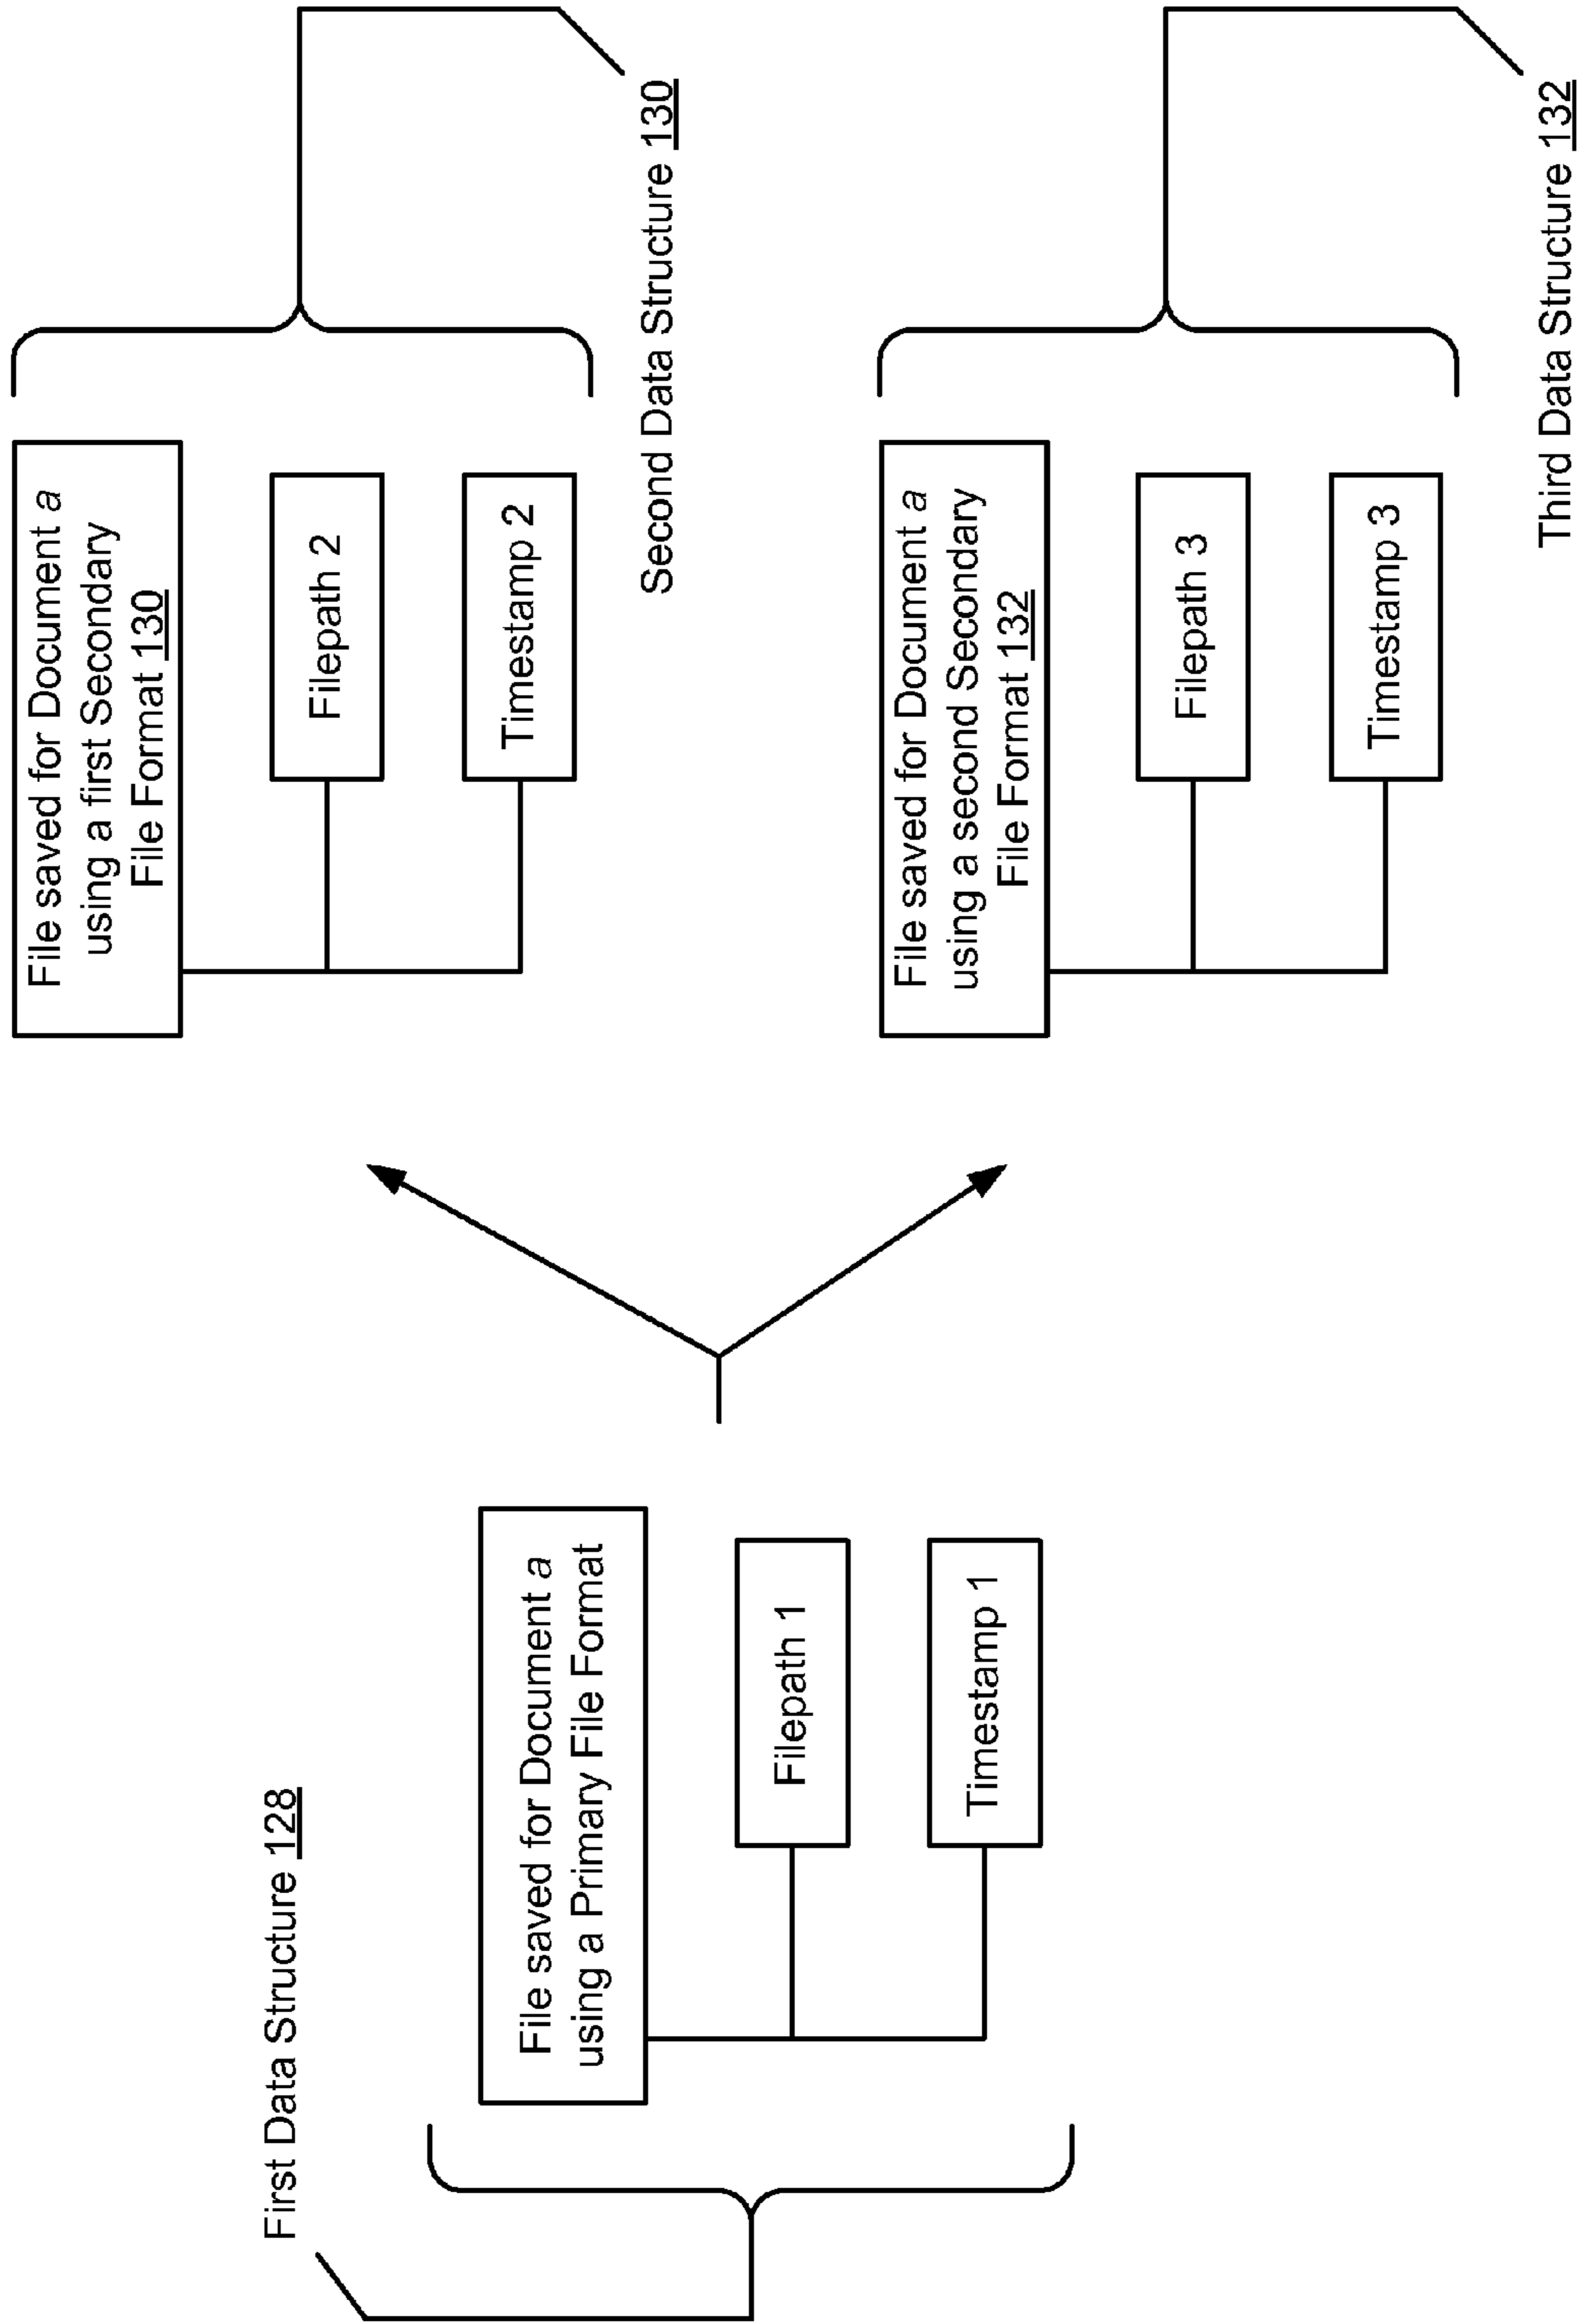 First Data Structure 128
File saved for Document a
using a Primary File Format
Filepath 1
Timestamp 1
File saved for Document a
using a first Secondary
File Format 130
Filepath 2
Timestamp 2
Second Data Structure 130
File saved for Document a
using a second Secondary
File Format 132
Filepath 3
Timestamp 3
Third Data Structure 132